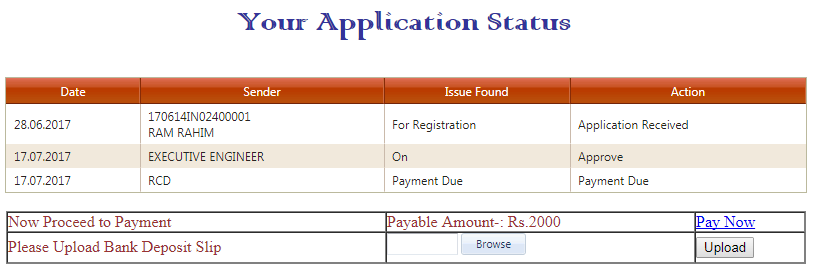 Your Application Status
Date Sender Issue Found Action
28.06.2017 170614IN02400001 For Registration Application Received
RAM RAHIM
17.07.2017 EXECUTIVE ENGINEER On Approve
17.07.2017 RCD Payment Due Payment Due
Now Proceed to Payment Payable Amount-: Rs.2000 Pay Now
Please Upload Bank Deposit Slip Browse Upload